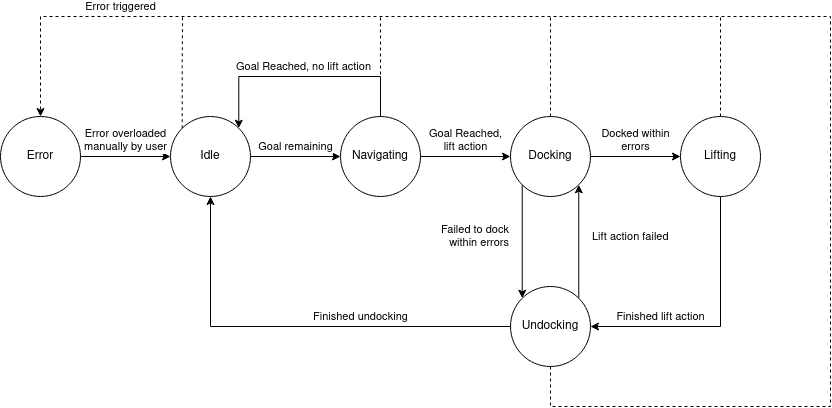 Error triggered
Goal Reached, no lift action
Error overloaded
manually by user
Goal remaining
Goal Reached,
lift action
Docked within
errors
Error
Idle
Navigating
Docking
Lifting
Failed to dock
within errors
Lift action failed
Finished undocking
Undocking
Finished lift action